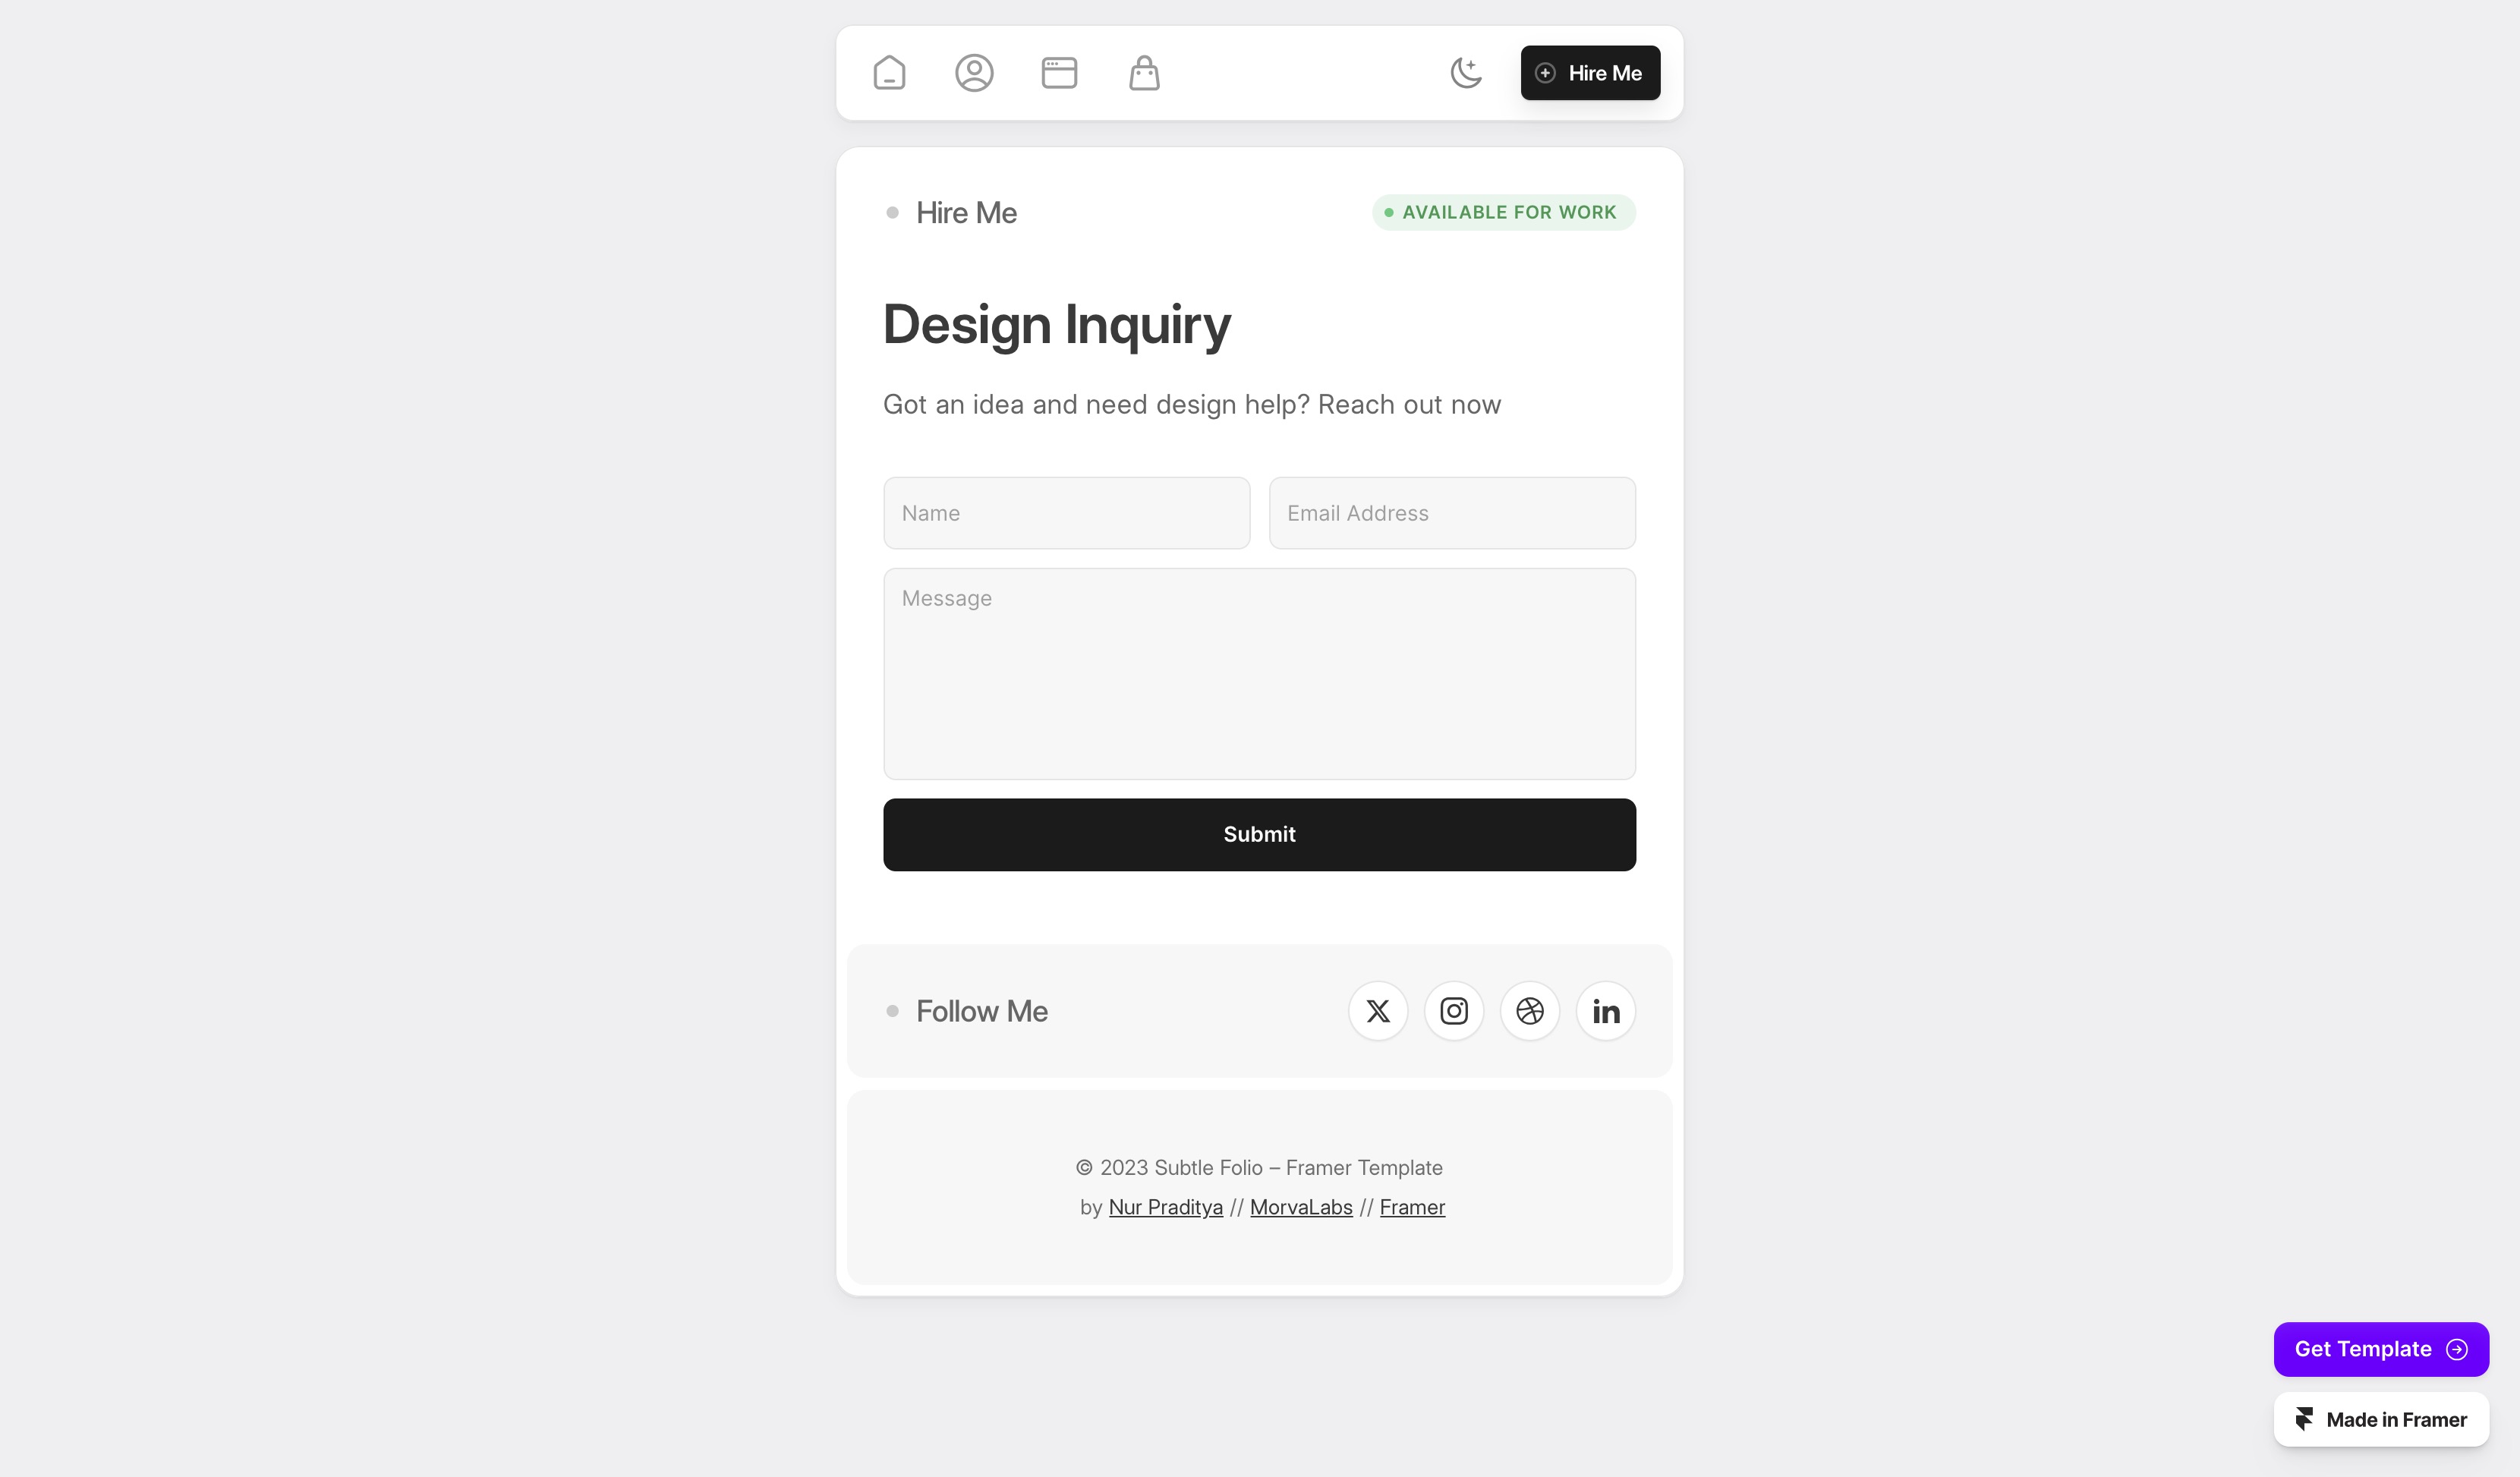 Hire Me
Hire Me
AVAILABLE FOR WORK
Design Inquiry
Got an idea and need design help? Reach out now
Name
Email Address
Message
Submit
Follow Me
© 2023 Subtle Folio – Framer Template
by Nur Praditya // MorvaLabs // Framer
Get Template
Made in Framer